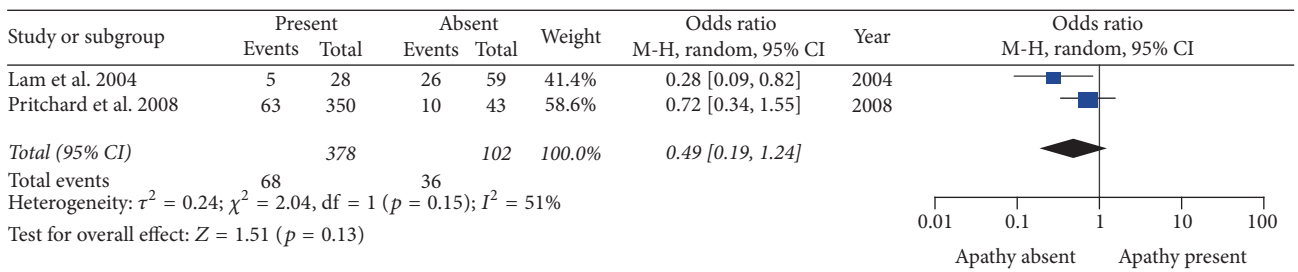 Study or subgroup Present Absent Weight Odds ratio Year Odds ratio
Events Total Events Total M-H, random, 95% CI M-H, random, 95% CI
Lam et al. 2004 5 28 26 59 41.4% 0.28 [0.09, 0.82] 2004
Pritchard et al. 2008 63 350 10 43 58.6% 0.72 [0.34, 1.55] 2008
Total (95% CI) 378 102 100.0% 0.49 [0.19, 1.24]
Total events 68 36
Heterogeneity: τ² = 0.24; χ² = 2.04, df = 1 (p = 0.15); I² = 51%
Test for overall effect: Z = 1.51 (p = 0.13)
0.01 0.1 1 10 100
Apathy absent Apathy present